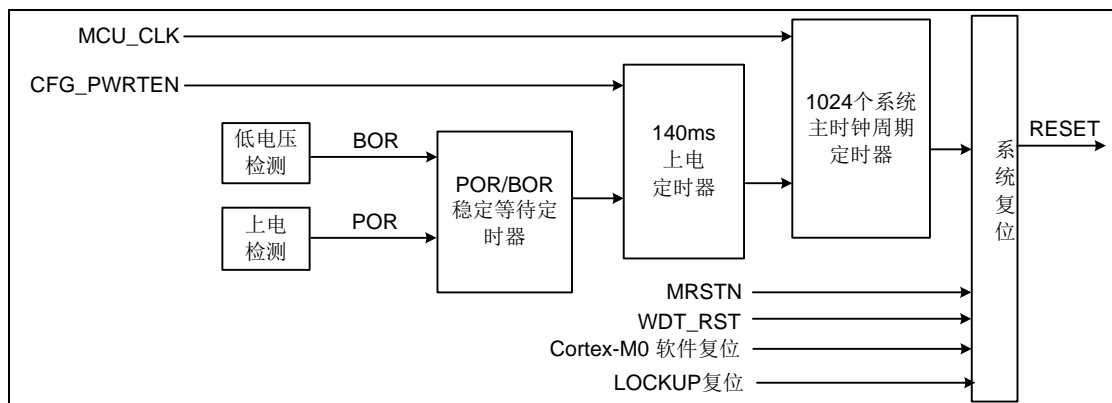 MCU_CLK
CFG_PWRTEN
低电压
检测
BOR
上电
检测
POR
POR/BOR
稳定等待定
时器
140ms
上电
定时器
1024个系统
主时钟周期
定时器
系统复位
RESET
MRSTN
WDT_RST
Cortex-M0 软件复位
LOCKUP复位